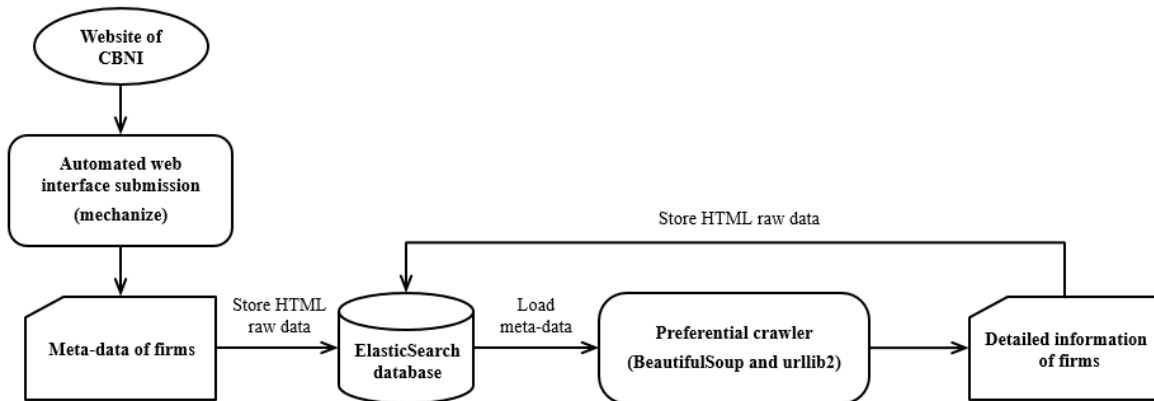 Website of
CBNI
Automated web
interface submission
(mechanize)
Store HTML raw data
Meta-data of firms
Store HTML
raw data
ElasticSearch
database
Load
meta-data
Preferential crawler
(BeautifulSoup and urllib2)
Detailed information
of firms